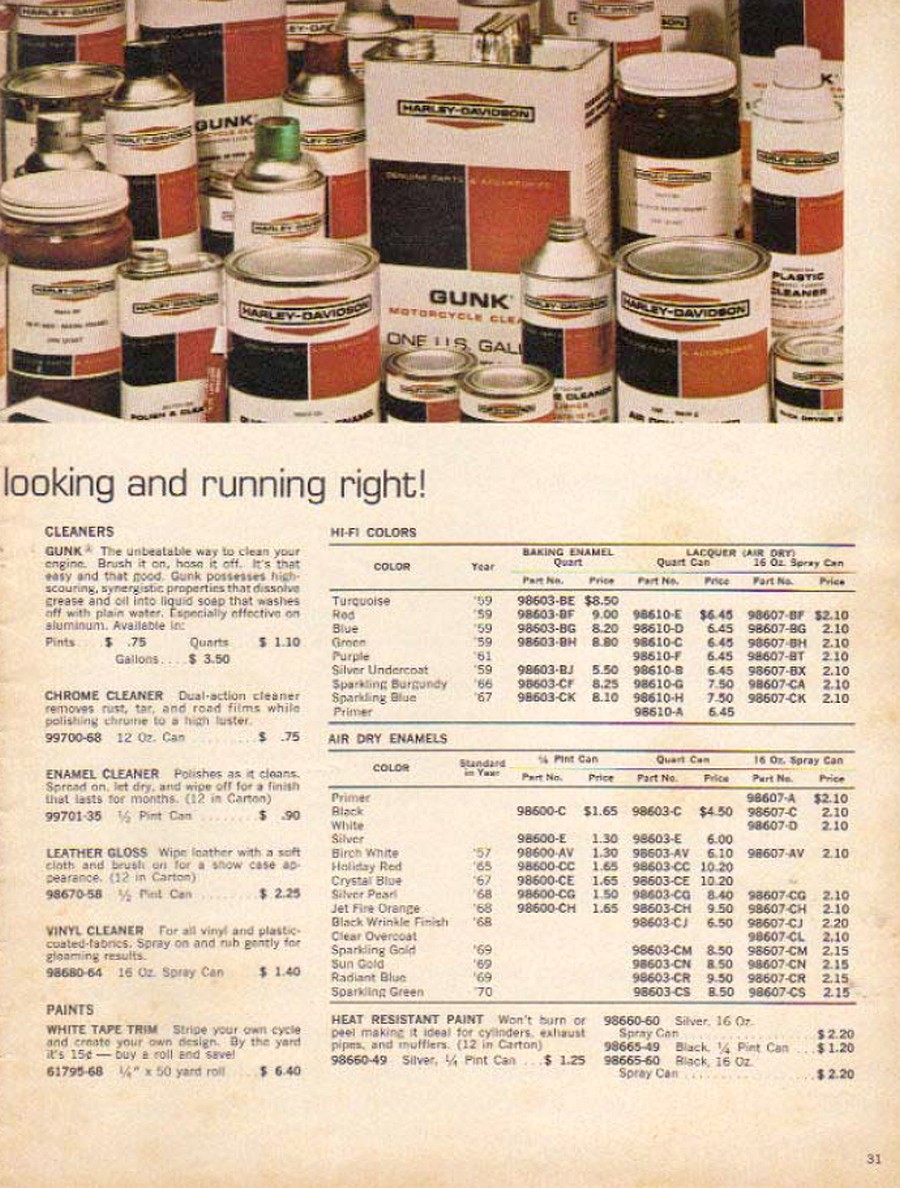 HARLEY-DAVIDSON
GUNK
HARLEY-DAVIDSON
GENUINE PARTS & ACCESSORIES
HARLEY-DAVIDSON
HARLEY-DAVIDSON
HARLEY-DAVIDSON
GUNK
MOTORCYCLE CLEA
ONE U.S. GALL
PLASTIC
CLEANER
POLISH & CLEA
looking and running right!
CLEANERS
GUNK® The unbeatable way to clean your
engine. Brush it on, hose it off. It's that
easy and that good. Gunk possesses high-
scouring, synergistic properties that dissolve
grease and oil into liquid soap that washes
off with plain water. Especially effective on
aluminum. Available in:
Pints . . . $ .75 Quarts $ 1.10
Gallons . . . . $ 3.50
CHROME CLEANER Dual-action cleaner
removes rust, tar, and road films while
polishing chrome to a high luster.
99700-68 12 Oz. Can . . . . . . . . . $ .75
ENAMEL CLEANER Polishes as it cleans.
Spread on, let dry, and wipe off for a finish
that lasts for months. (12 in Carton)
99701-35 ½ Pint Can . . . . . . . . $ .90
LEATHER GLOSS Wipe leather with a soft
cloth and brush on for a show case ap-
pearance. (12 in Carton)
98670-58 ½ Pint Can . . . . . . . . $ 2.25
VINYL CLEANER For all vinyl and plastic-
coated-fabrics. Spray on and rub gently for
gleaming results.
98680-64 16 Oz. Spray Can $ 1.40
PAINTS
WHITE TAPE TRIM Stripe your own cycle
and create your own design. By the yard
it's 15¢ — buy a roll and save!
61795-68 ¼" x 50 yard roll . . . . $ 6.40
HI-FI COLORS
BAKING ENAMEL LACQUER (AIR DRY)
COLOR Year Quart Quart Can 16 Oz. Spray Can
Part No. Price Part No. Price Part No. Price
Turquoise '59 98603-BE $8.50
Red '59 98603-BF 9.00 98610-E $6.45 98607-BF $2.10
Blue '59 98603-BG 8.20 98610-D 6.45 98607-BG 2.10
Green '59 98603-BH 8.80 98610-C 6.45 98607-BH 2.10
Purple '61 98610-F 6.45 98607-BT 2.10
Silver Undercoat '59 98603-BJ 5.50 98610-B 6.45 98607-BX 2.10
Sparkling Burgundy '66 98603-CF 8.25 98610-G 7.50 98607-CA 2.10
Sparkling Blue '67 98603-CK 8.10 98610-H 7.50 98607-CK 2.10
Primer 98610-A 6.45
AIR DRY ENAMELS
COLOR Standard in Year ¼ Pint Can Quart Can 16 Oz. Spray Can
Part No. Price Part No. Price Part No. Price
Primer 98607-A $2.10
Black 98600-C $1.65 98603-C $4.50 98607-C 2.10
White 98607-D 2.10
Silver 98600-E 1.30 98603-E 6.00
Birch White '57 98600-AV 1.30 98603-AV 6.10 98607-AV 2.10
Holiday Red '65 98600-CC 1.65 98603-CC 10.20
Crystal Blue '67 98600-CE 1.65 98603-CE 10.20
Silver Pearl '68 98600-CG 1.50 98603-CG 8.40 98607-CG 2.10
Jet Fire Orange '68 98600-CH 1.65 98603-CH 9.50 98607-CH 2.10
Black Wrinkle Finish '68 98603-CJ 6.50 98607-CJ 2.20
Clear Overcoat 98607-CL 2.10
Sparkling Gold '69 98603-CM 8.50 98607-CM 2.15
Sun Gold '69 98603-CN 8.50 98607-CN 2.15
Radiant Blue '69 98603-CR 9.50 98607-CR 2.15
Sparkling Green '70 98603-CS 8.50 98607-CS 2.15
HEAT RESISTANT PAINT Won't burn or
peel making it ideal for cylinders, exhaust
pipes, and mufflers. (12 in Carton)
98660-49 Silver, ¼ Pint Can . . . $ 1.25
98660-60 Silver, 16 Oz.
Spray Can . . . . . . . . . . . . . . $ 2.20
98665-49 Black, ¼ Pint Can . . . $ 1.20
98665-60 Black, 16 Oz.
Spray Can . . . . . . . . . . . . . . $ 2.20
31